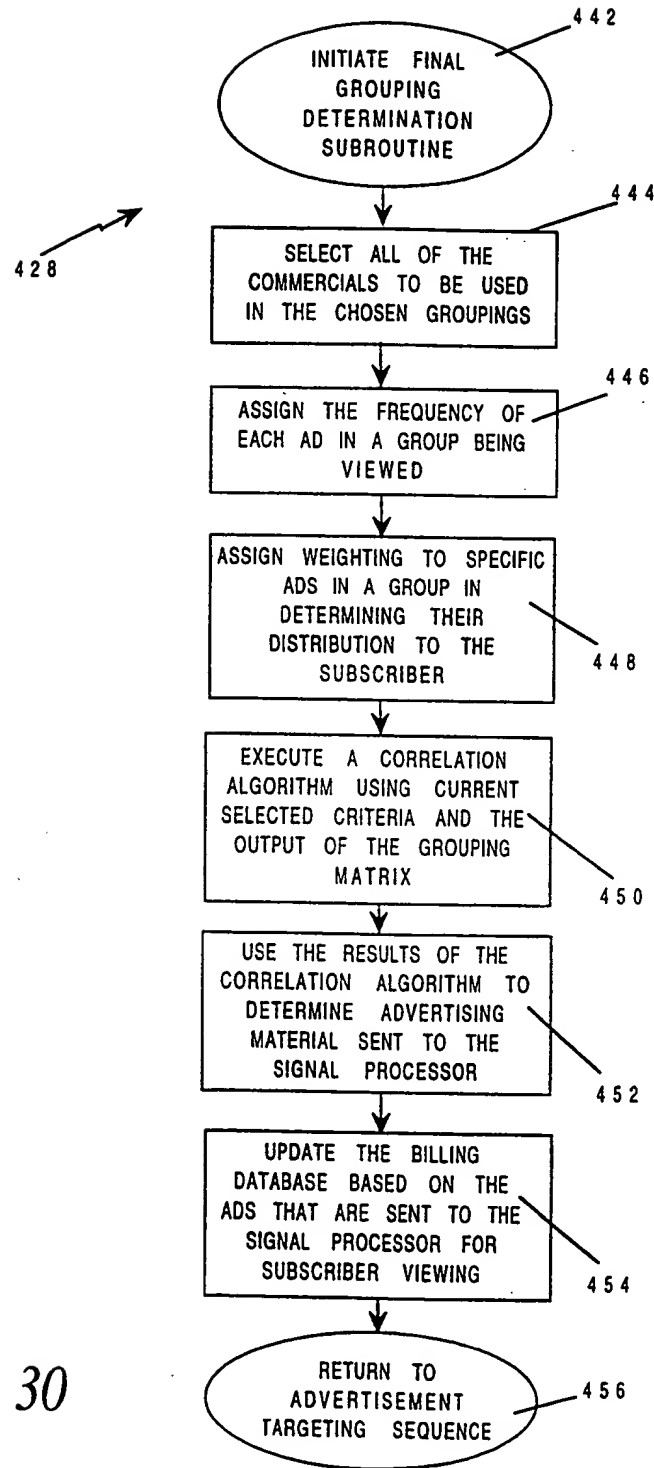 442
INITIATE FINAL
GROUPING
DETERMINATION
SUBROUTINE
428
444
SELECT ALL OF THE
COMMERCIALS TO BE USED
IN THE CHOSEN GROUPINGS
446
ASSIGN THE FREQUENCY OF
EACH AD IN A GROUP BEING
VIEWED
ASSIGN WEIGHTING TO SPECIFIC
ADS IN A GROUP IN
DETERMINING THEIR
DISTRIBUTION TO THE
SUBSCRIBER
448
EXECUTE A CORRELATION
ALGORITHM USING CURRENT
SELECTED CRITERIA AND THE
OUTPUT OF THE GROUPING
MATRIX
450
USE THE RESULTS OF THE
CORRELATION ALGORITHM TO
DETERMINE ADVERTISING
MATERIAL SENT TO THE
SIGNAL PROCESSOR
452
UPDATE THE BILLING
DATABASE BASED ON THE
ADS THAT ARE SENT TO THE
SIGNAL PROCESSOR FOR
SUBSCRIBER VIEWING
454
30
RETURN TO
ADVERTISEMENT
TARGETING SEQUENCE
456